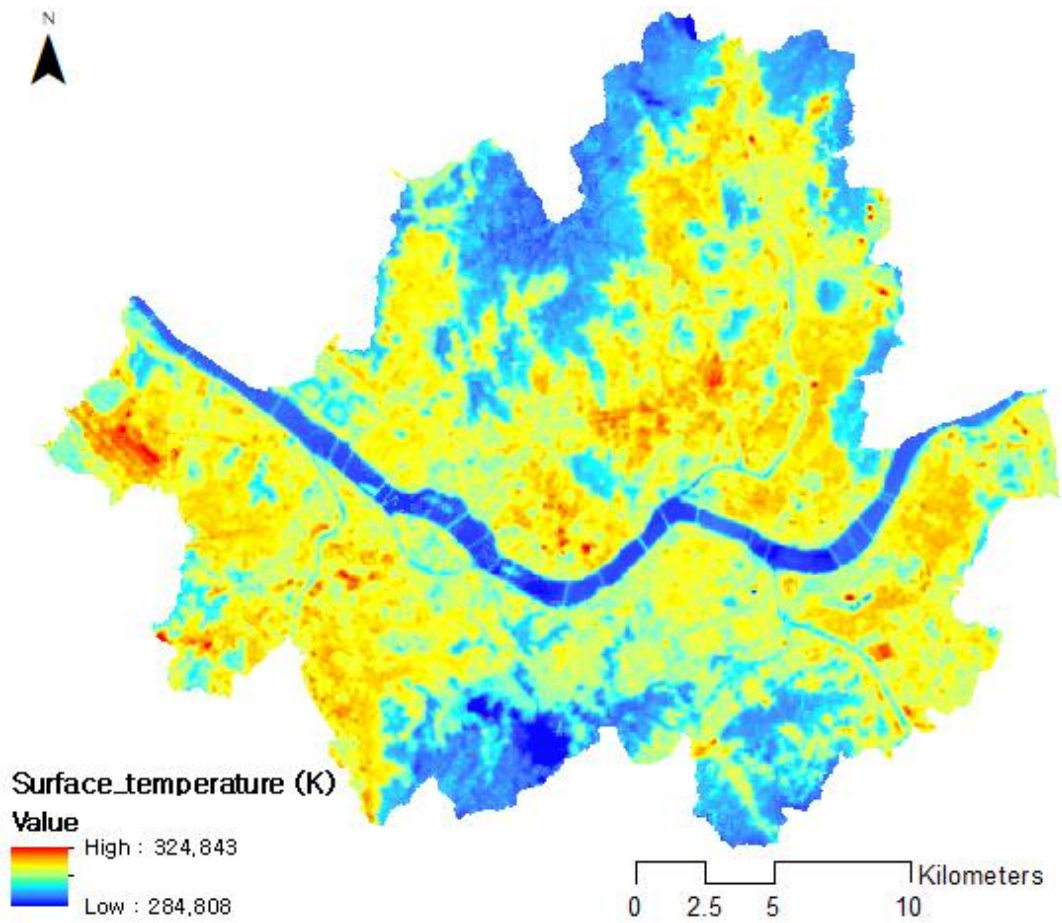 N
Surface_temperature (K)
Value
High : 324,843
Low : 284,808
Kilometers
0 2.5 5 10